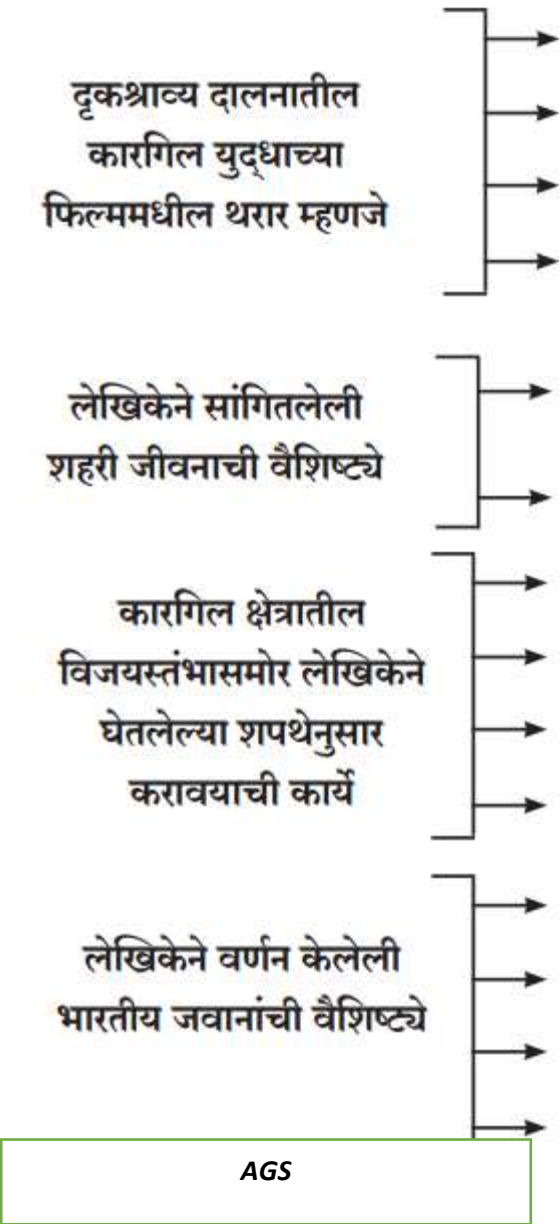 दृकश्राव्य दालनातील
कारगिल युद्धाच्या
फिल्ममधील थरार म्हणजे
लेखिकेने सांगितलेली
शहरी जीवनाची वैशिष्ट्ये
कारगिल क्षेत्रातील
विजयस्तंभासमोर लेखिकेने
घेतलेल्या शपथेनुसार
करावयाची कार्ये
लेखिकेने वर्णन केलेली
भारतीय जवानांची वैशिष्ट्ये
AGS